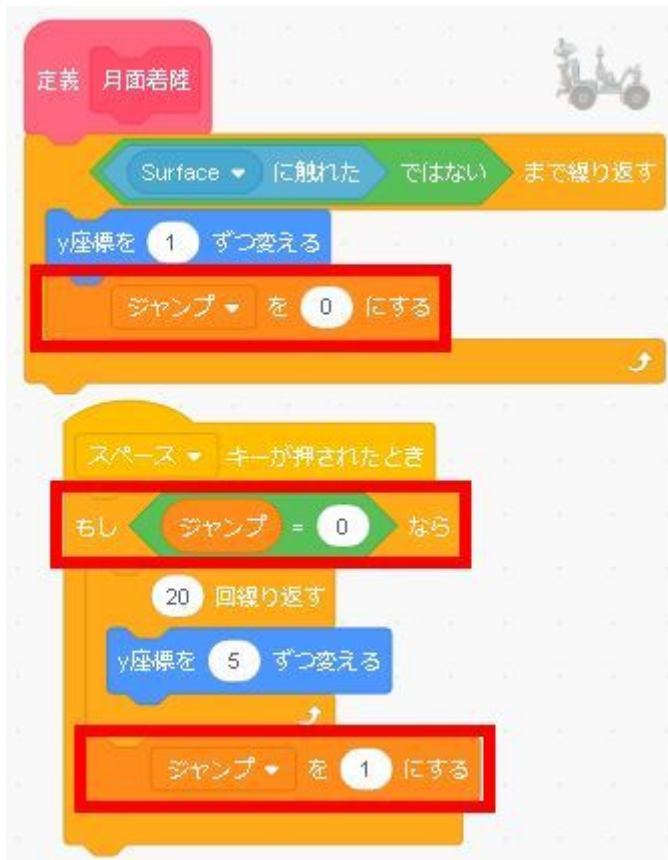 定義 月面着陸
Surface に触れた ではない まで繰り返す
y座標を 1 ずつ変える
ジャンプ を 0 にする
スペース キーが押されたとき
もし ジャンプ = 0 なら
20 回繰り返す
y座標を 5 ずつ変える
ジャンプ を 1 にする